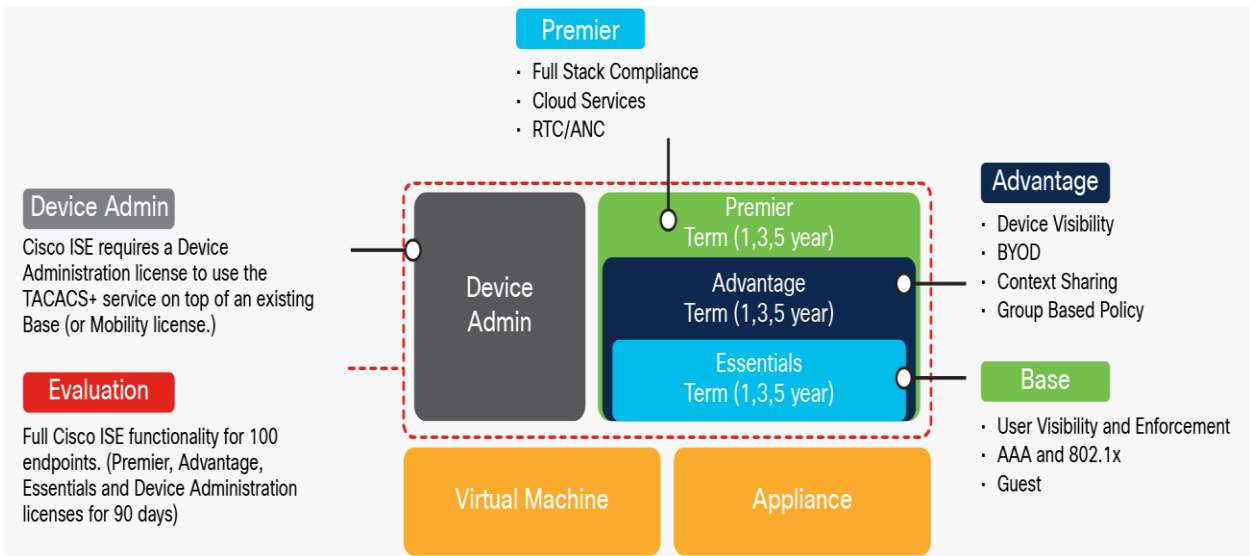 Premier
· Full Stack Compliance
· Cloud Services
· RTC/ANC
Device Admin
Cisco ISE requires a Device
Administration license to use the
TACACS+ service on top of an existing
Base (or Mobility license.)
Evaluation
Full Cisco ISE functionality for 100
endpoints. (Premier, Advantage,
Essentials and Device Administration
licenses for 90 days)
Device
Admin
Premier
Term (1,3,5 year)
Advantage
Term (1,3,5 year)
Essentials
Term (1,3,5 year)
Virtual Machine
Appliance
Advantage
· Device Visibility
· BYOD
· Context Sharing
· Group Based Policy
Base
· User Visibility and Enforcement
· AAA and 802.1x
· Guest